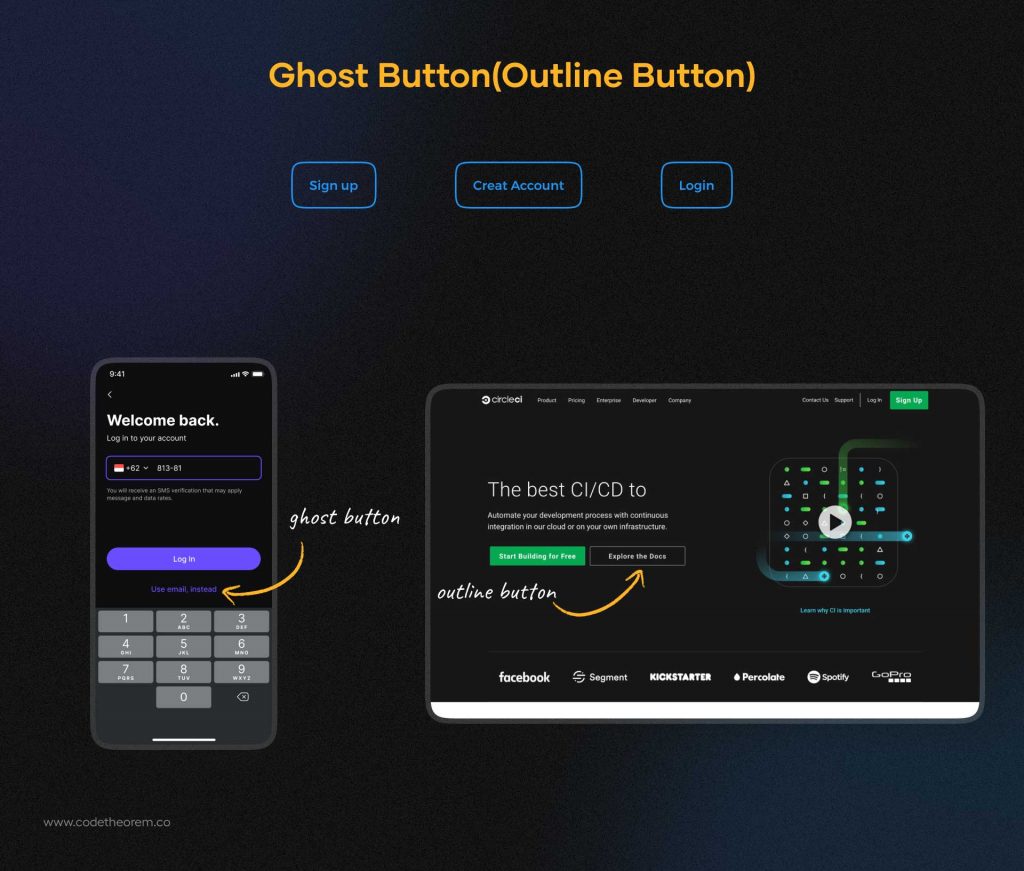 Ghost Button(Outline Button)
Sign up
Creat Account
Login
9:41
Welcome back.
Log in to your account
+62 813-81
You will receive an SMS verification that may apply
message and data rates.
Log In
Use email, instead
ghost button
1
2 ABC
3 DEF
4 GHI
5 JKL
6 MNO
7 PQRS
8 TUV
9 WXYZ
0
circleci Product Pricing Enterprise Developer Company Contact Us Support Log In Sign Up
The best CI/CD to
Automate your development process with continuous
integration in our cloud or on your own infrastructure.
Start Building for Free
Explore the Docs
outline button
Learn why CI is important
facebook Segment KICKSTARTER Percolate Spotify GoPro
www.codetheorem.co